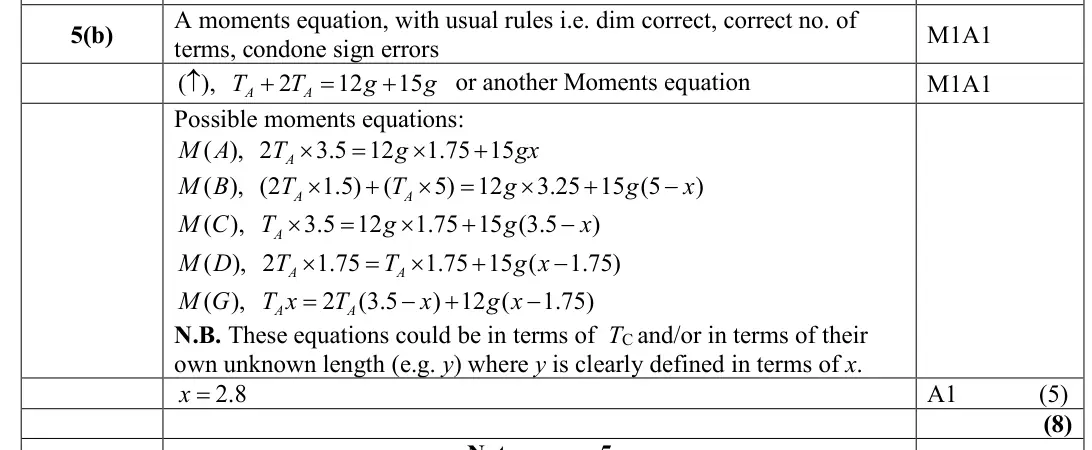 5(b)
A moments equation, with usual rules i.e. dim correct, correct no. of
terms, condone sign errors
M1A1
(↑), T_A + 2T_A = 12g + 15g or another Moments equation
M1A1
Possible moments equations:
M(A), 2T_A × 3.5 = 12g × 1.75 + 15gx
M(B), (2T_A × 1.5) + (T_A × 5) = 12g × 3.25 + 15g(5 − x)
M(C), T_A × 3.5 = 12g × 1.75 + 15g(3.5 − x)
M(D), 2T_A × 1.75 = T_A × 1.75 + 15g(x − 1.75)
M(G), T_A x = 2T_A(3.5 − x) + 12g(x − 1.75)
N.B. These equations could be in terms of T_C and/or in terms of their
own unknown length (e.g. y) where y is clearly defined in terms of x.
x = 2.8
A1 (5)
(8)